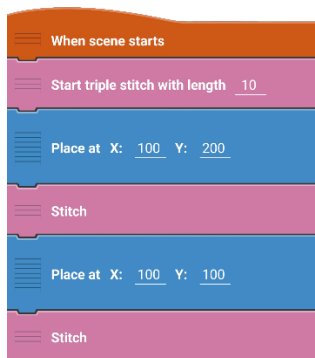 When scene starts
Start triple stitch with length 10
Place at X: 100 Y: 200
Stitch
Place at X: 100 Y: 100
Stitch